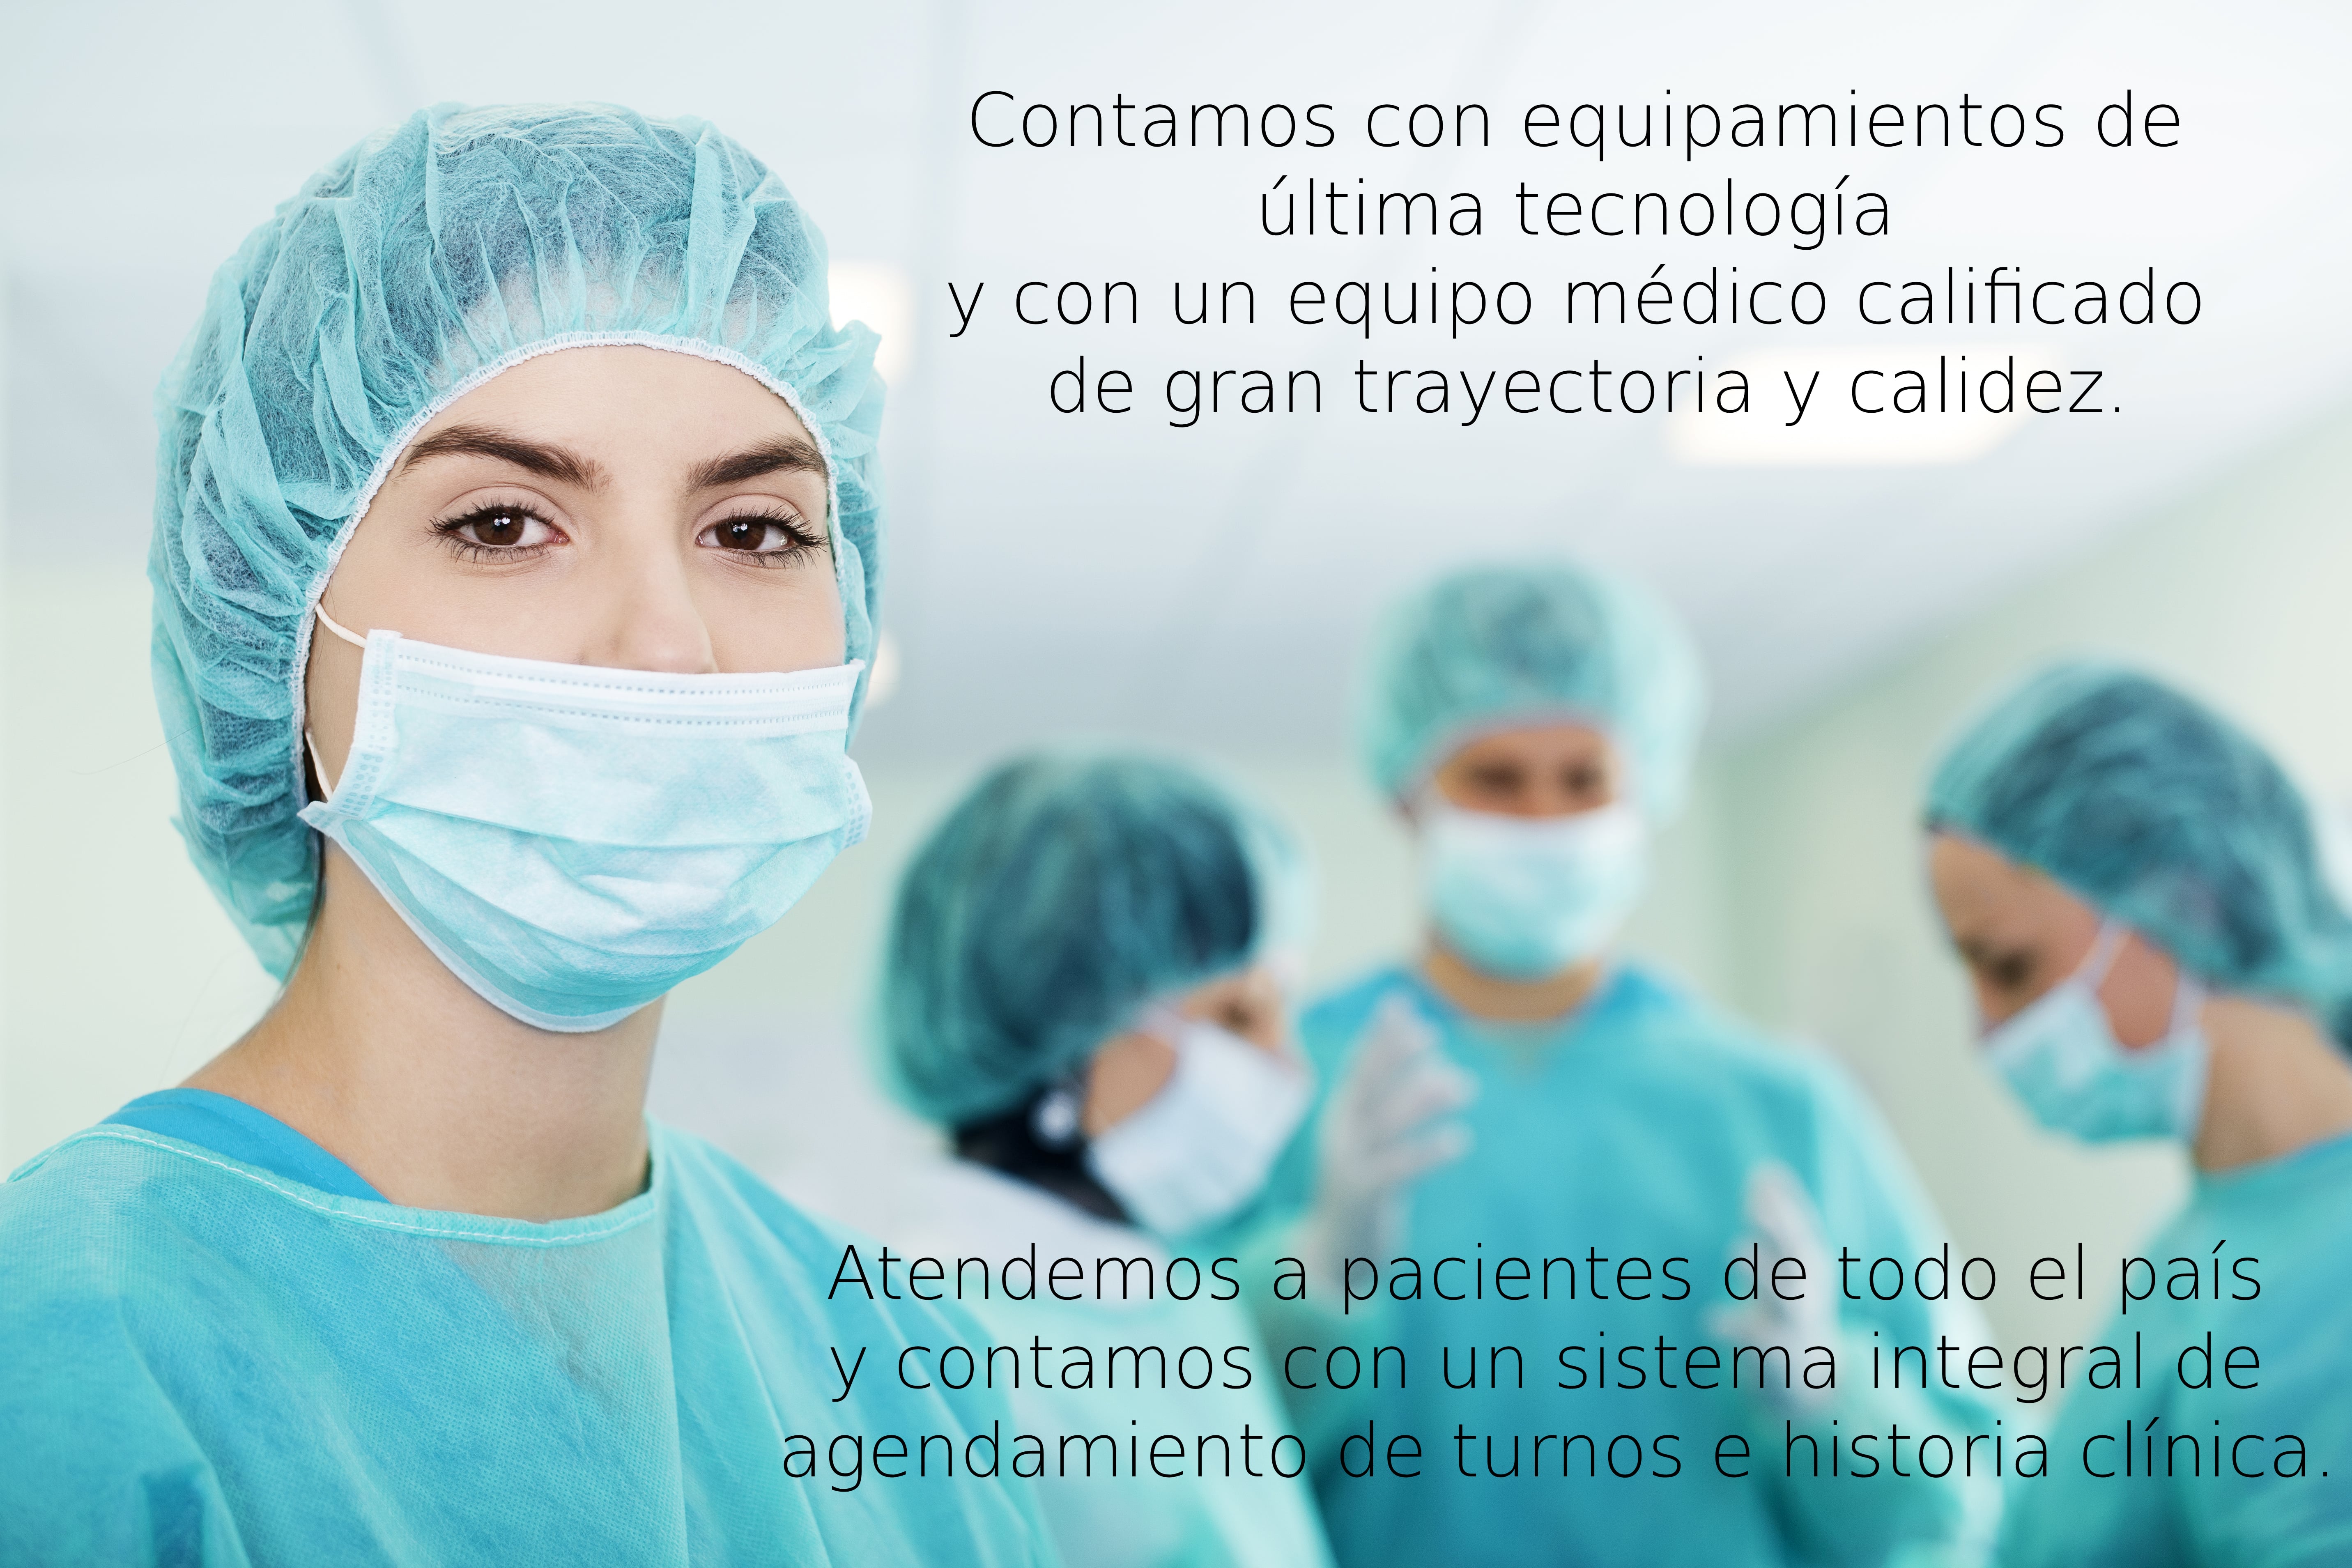 Contamos con equipamientos de
última tecnología
y con un equipo médico calificado
de gran trayectoria y calidez.
Atendemos a pacientes de todo el país
y contamos con un sistema integral de
agendamiento de turnos e historia clínica.